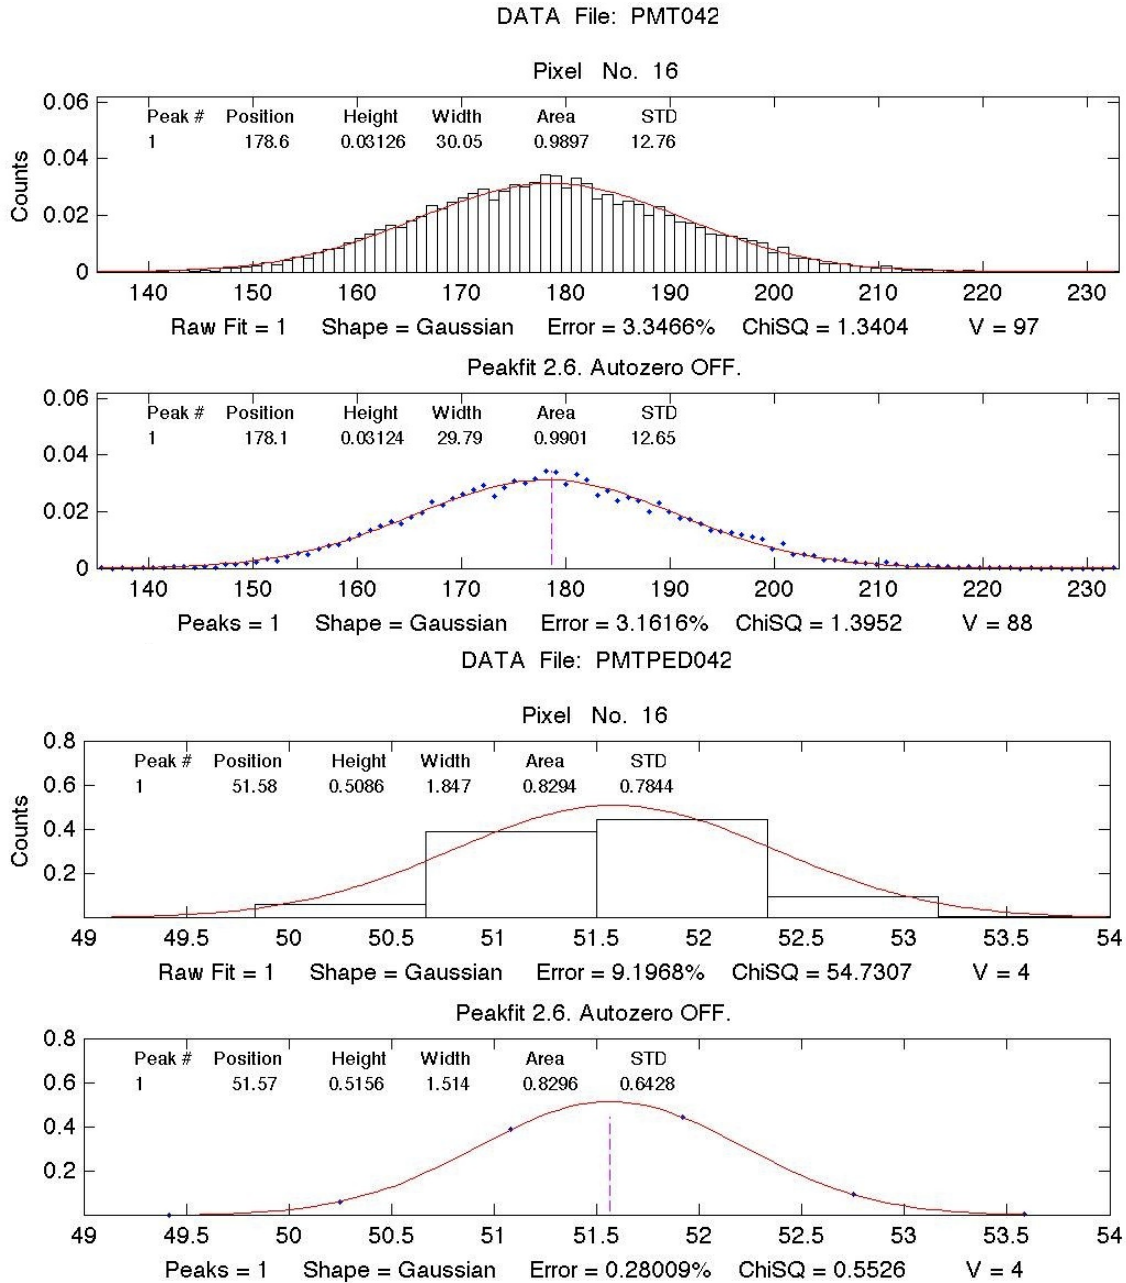 DATA File: PMT042
Pixel No. 16
Peak # Position Height Width Area STD
1 178.6 0.03126 30.05 0.9897 12.76
0.06
0.04
0.02
0
Counts
140 150 160 170 180 190 200 210 220 230
Raw Fit = 1 Shape = Gaussian Error = 3.3466% ChiSQ = 1.3404 V = 97
Peakfit 2.6. Autozero OFF.
Peak # Position Height Width Area STD
1 178.1 0.03124 29.79 0.9901 12.65
0.06
0.04
0.02
0
140 150 160 170 180 190 200 210 220 230
Peaks = 1 Shape = Gaussian Error = 3.1616% ChiSQ = 1.3952 V = 88
DATA File: PMTPED042
Pixel No. 16
Peak # Position Height Width Area STD
1 51.58 0.5086 1.847 0.8294 0.7844
0.8
0.6
0.4
0.2
Counts
49 49.5 50 50.5 51 51.5 52 52.5 53 53.5 54
Raw Fit = 1 Shape = Gaussian Error = 9.1968% ChiSQ = 54.7307 V = 4
Peakfit 2.6. Autozero OFF.
Peak # Position Height Width Area STD
1 51.57 0.5156 1.514 0.8296 0.6428
0.8
0.6
0.4
0.2
49 49.5 50 50.5 51 51.5 52 52.5 53 53.5 54
Peaks = 1 Shape = Gaussian Error = 0.28009% ChiSQ = 0.5526 V = 4